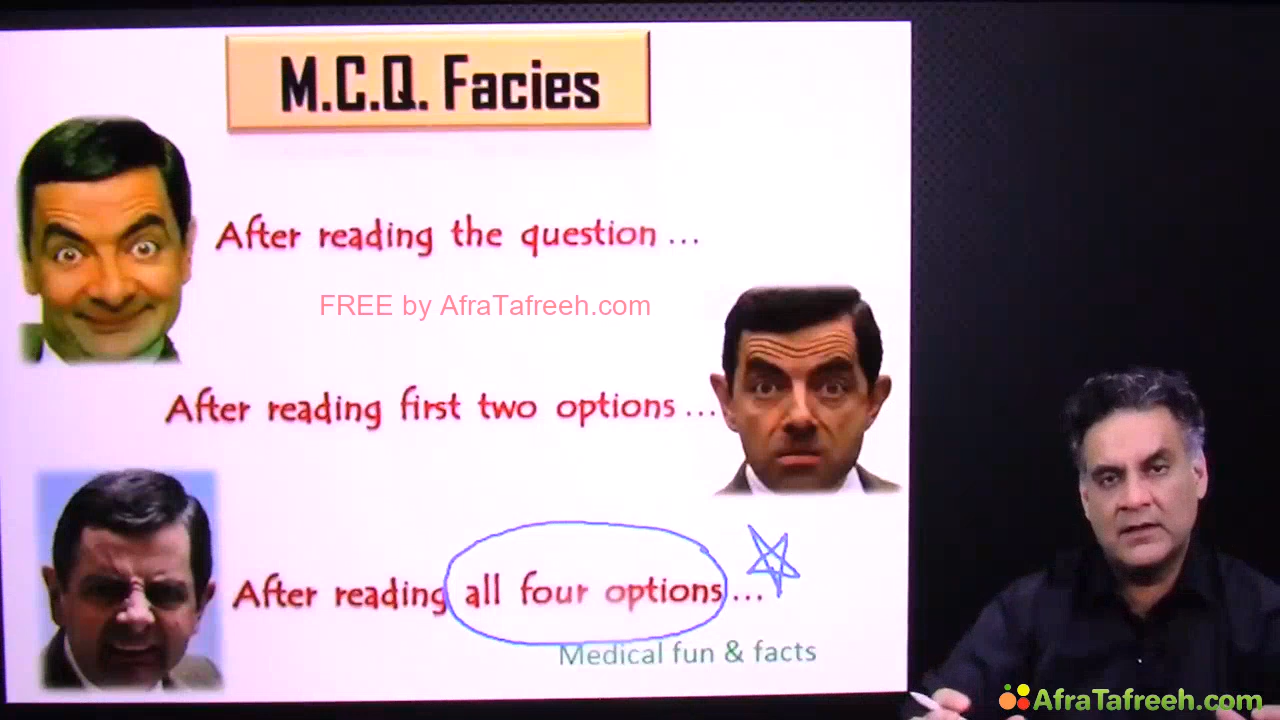 M.C.Q. Facies
After reading the question ...
FREE by AfraTafreeh.com
After reading first two options ...
After reading all four options ...
Medical fun & facts
AfraTafreeh.com